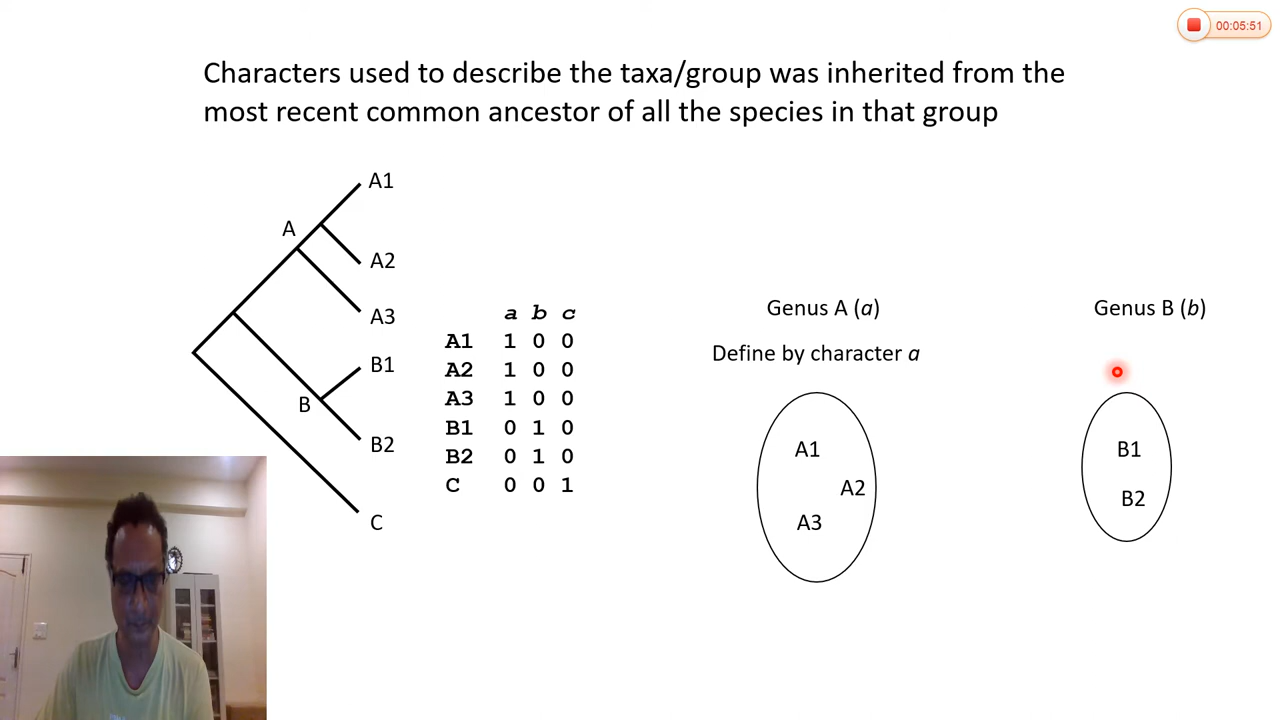 00:05:51
Characters used to describe the taxa/group was inherited from the
most recent common ancestor of all the species in that group
A1
A
A2
A3
B1
B
B2
C
a b c
A1 1 0 0
A2 1 0 0
A3 1 0 0
B1 0 1 0
B2 0 1 0
C 0 0 1
Genus A (a)
Define by character a
A1
A2
A3
Genus B (b)
B1
B2